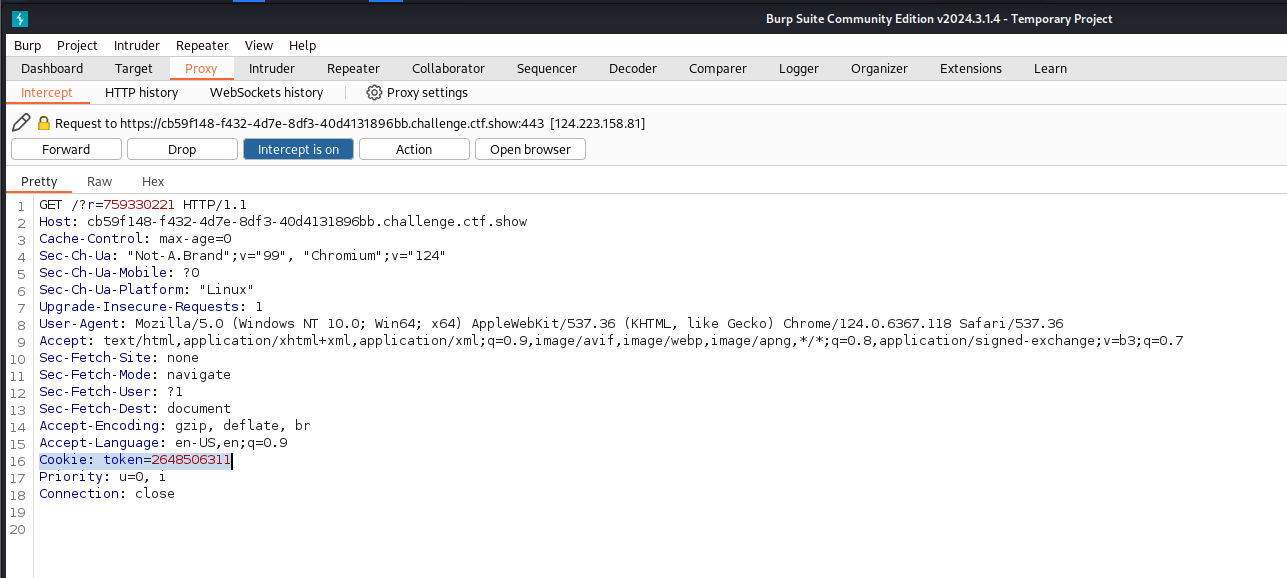 Burp Suite Community Edition v2024.3.1.4 - Temporary Project
Burp Project Intruder Repeater View Help
Dashboard Target Proxy Intruder Repeater Collaborator Sequencer Decoder Comparer Logger Organizer Extensions Learn
Intercept HTTP history WebSockets history Proxy settings
Request to https://cb59f148-f432-4d7e-8df3-40d4131896bb.challenge.ctf.show:443 [124.223.158.81]
Forward Drop Intercept is on Action Open browser
Pretty Raw Hex
1 GET /?r=759330221 HTTP/1.1
2 Host: cb59f148-f432-4d7e-8df3-40d4131896bb.challenge.ctf.show
3 Cache-Control: max-age=0
4 Sec-Ch-Ua: "Not-A.Brand";v="99", "Chromium";v="124"
5 Sec-Ch-Ua-Mobile: ?0
6 Sec-Ch-Ua-Platform: "Linux"
7 Upgrade-Insecure-Requests: 1
8 User-Agent: Mozilla/5.0 (Windows NT 10.0; Win64; x64) AppleWebKit/537.36 (KHTML, like Gecko) Chrome/124.0.6367.118 Safari/537.36
9 Accept: text/html,application/xhtml+xml,application/xml;q=0.9,image/avif,image/webp,image/apng,*/*;q=0.8,application/signed-exchange;v=b3;q=0.7
10 Sec-Fetch-Site: none
11 Sec-Fetch-Mode: navigate
12 Sec-Fetch-User: ?1
13 Sec-Fetch-Dest: document
14 Accept-Encoding: gzip, deflate, br
15 Accept-Language: en-US,en;q=0.9
16 Cookie: token=2648506311
17 Priority: u=0, i
18 Connection: close
19
20